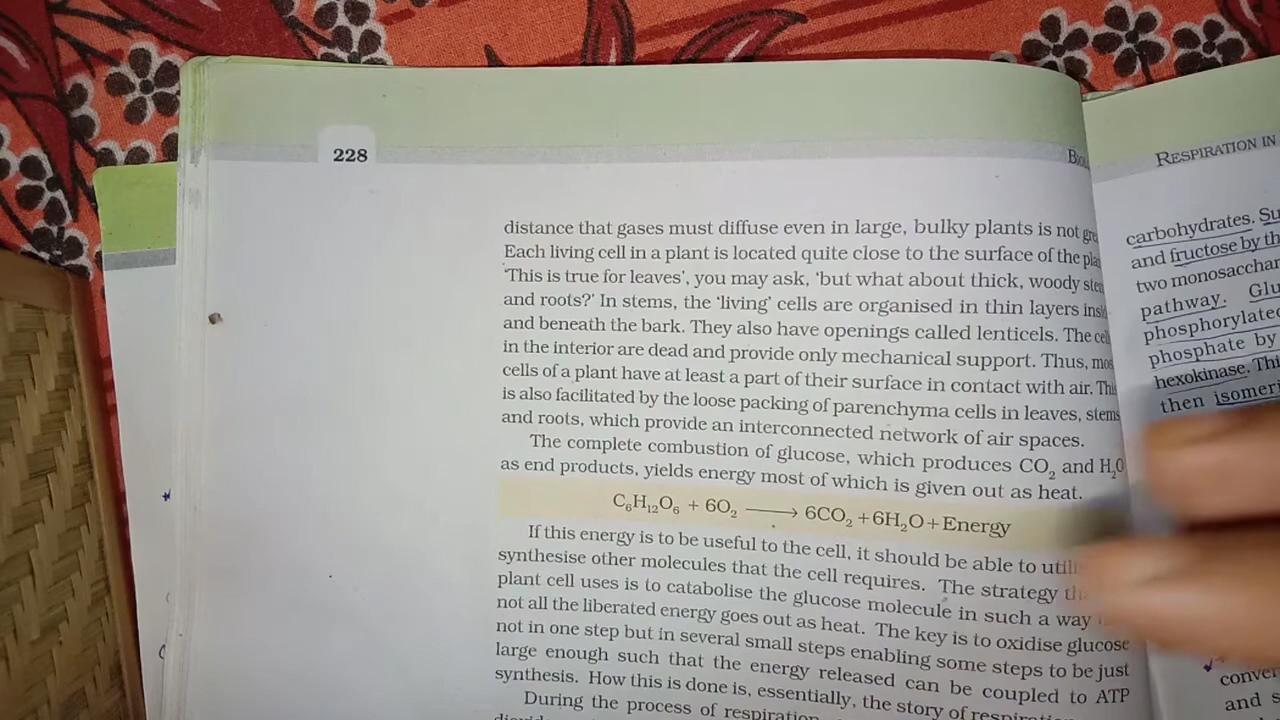 228
RESPIRATION IN
distance that gases must diffuse even in large, bulky plants is not
Each living cell in a plant is located quite close to the surface of the
'This is true for leaves', you may ask, 'but what about thick, woody
and roots?' In stems, the 'living' cells are organised in thin layers
and beneath the bark. They also have openings called lenticels. The
in the interior are dead and provide only mechanical support. Thus,
cells of a plant have at least a part of their surface in contact with air.
is also facilitated by the loose packing of parenchyma cells in leaves, stems
and roots, which provide an interconnected network of air spaces.
The complete combustion of glucose, which produces CO₂ and H₂O
as end products, yields energy most of which is given out as heat.
C₆H₁₂O₆ + 6O₂ ⟶ 6CO₂ + 6H₂O + Energy
If this energy is to be useful to the cell, it should be able to
synthesise other molecules that the cell requires. The strategy
plant cell uses is to catabolise the glucose molecule in such a way
not all the liberated energy goes out as heat. The key is to oxidise glucose
not in one step but in several small steps enabling some steps to be just
large enough such that the energy released can be coupled to ATP
synthesis. How this is done is, essentially, the story of respiration.
During the process of respiration,
carbohydrates.
and fructose by
two
pathway.
phosphate by
hexokinase.
then
and